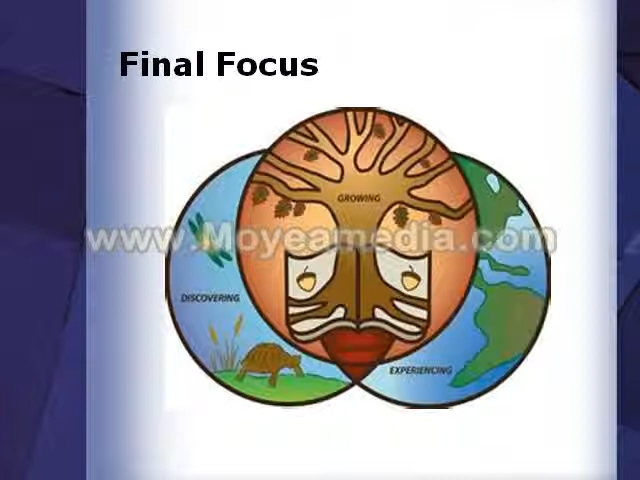 Final Focus
GROWING
www.Moyeamedia.com
DISCOVERING
EXPERIENCING